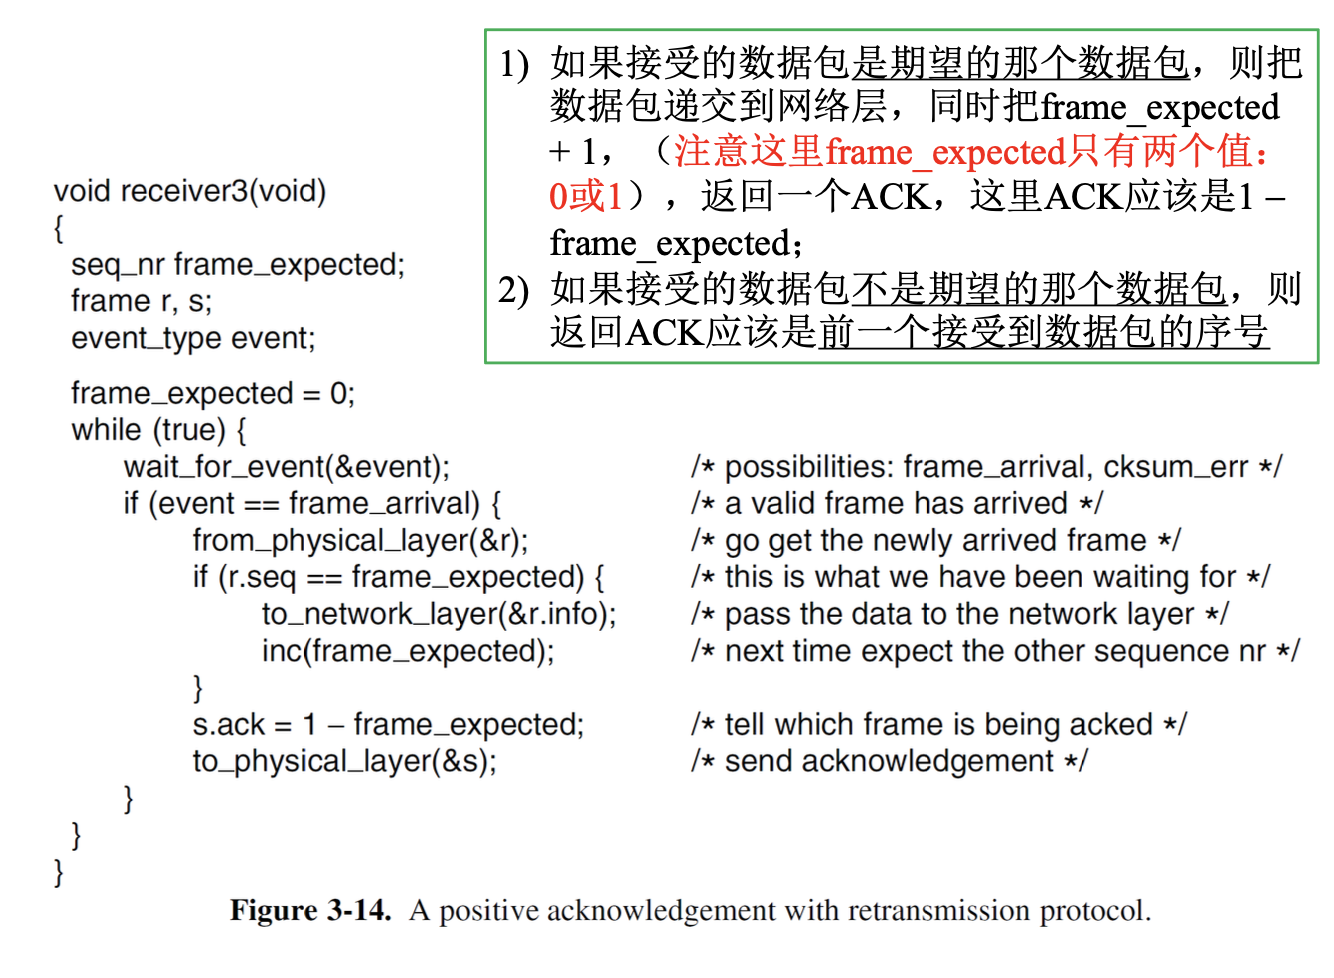 1) 如果接受的数据包是期望的那个数据包，则把
数据包递交到网络层，同时把frame_expected
+ 1，（注意这里frame_expected只有两个值：
0或1），返回一个ACK，这里ACK应该是1 –
frame_expected；
2) 如果接受的数据包不是期望的那个数据包，则
返回ACK应该是前一个接受到数据包的序号
void receiver3(void)
{
seq_nr frame_expected;
frame r, s;
event_type event;
frame_expected = 0;
while (true) {
wait_for_event(&event); /* possibilities: frame_arrival, cksum_err */
if (event == frame_arrival) { /* a valid frame has arrived */
from_physical_layer(&r); /* go get the newly arrived frame */
if (r.seq == frame_expected) { /* this is what we have been waiting for */
to_network_layer(&r.info); /* pass the data to the network layer */
inc(frame_expected); /* next time expect the other sequence nr */
}
s.ack = 1 – frame_expected; /* tell which frame is being acked */
to_physical_layer(&s); /* send acknowledgement */
}
}
}
Figure 3-14. A positive acknowledgement with retransmission protocol.